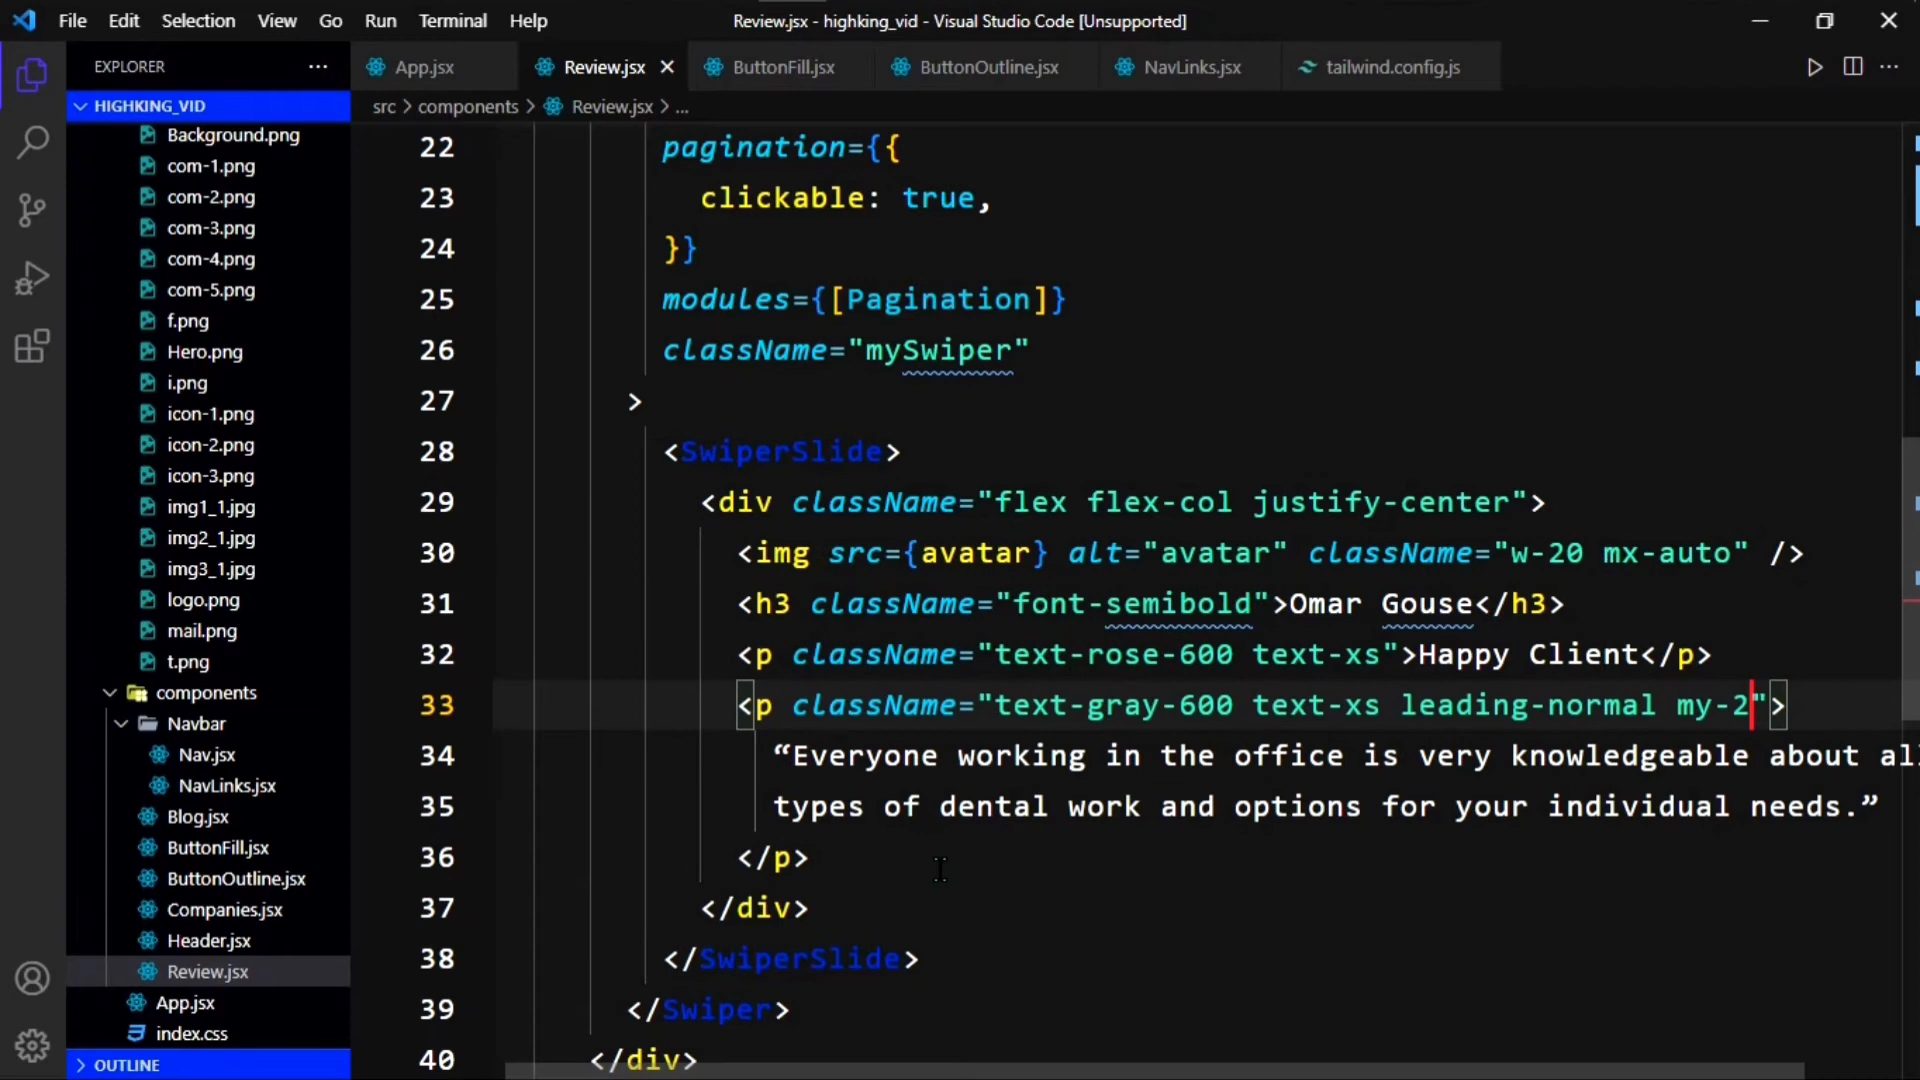 File Edit Selection View Go Run Terminal Help
Review.jsx - highking_vid - Visual Studio Code [Unsupported]
EXPLORER
HIGHKING_VID
Background.png
com-1.png
com-2.png
com-3.png
com-4.png
com-5.png
f.png
Hero.png
i.png
icon-1.png
icon-2.png
icon-3.png
img1_1.jpg
img2_1.jpg
img3_1.jpg
logo.png
mail.png
t.png
components
Navbar
Nav.jsx
NavLinks.jsx
Blog.jsx
ButtonFill.jsx
ButtonOutline.jsx
Companies.jsx
Header.jsx
Review.jsx
App.jsx
index.css
OUTLINE
App.jsx Review.jsx ButtonFill.jsx ButtonOutline.jsx NavLinks.jsx tailwind.config.js
src > components > Review.jsx > ...
22 pagination={{
23 clickable: true,
24 }}
25 modules={[Pagination]}
26 className="mySwiper"
27 >
28 <SwiperSlide>
29 <div className="flex flex-col justify-center">
30 <img src={avatar} alt="avatar" className="w-20 mx-auto" />
31 <h3 className="font-semibold">Omar Gouse</h3>
32 <p className="text-rose-600 text-xs">Happy Client</p>
33 <p className="text-gray-600 text-xs leading-normal my-2">
34 “Everyone working in the office is very knowledgeable about all
35 types of dental work and options for your individual needs.”
36 </p>
37 </div>
38 </SwiperSlide>
39 </Swiper>
40 </div>